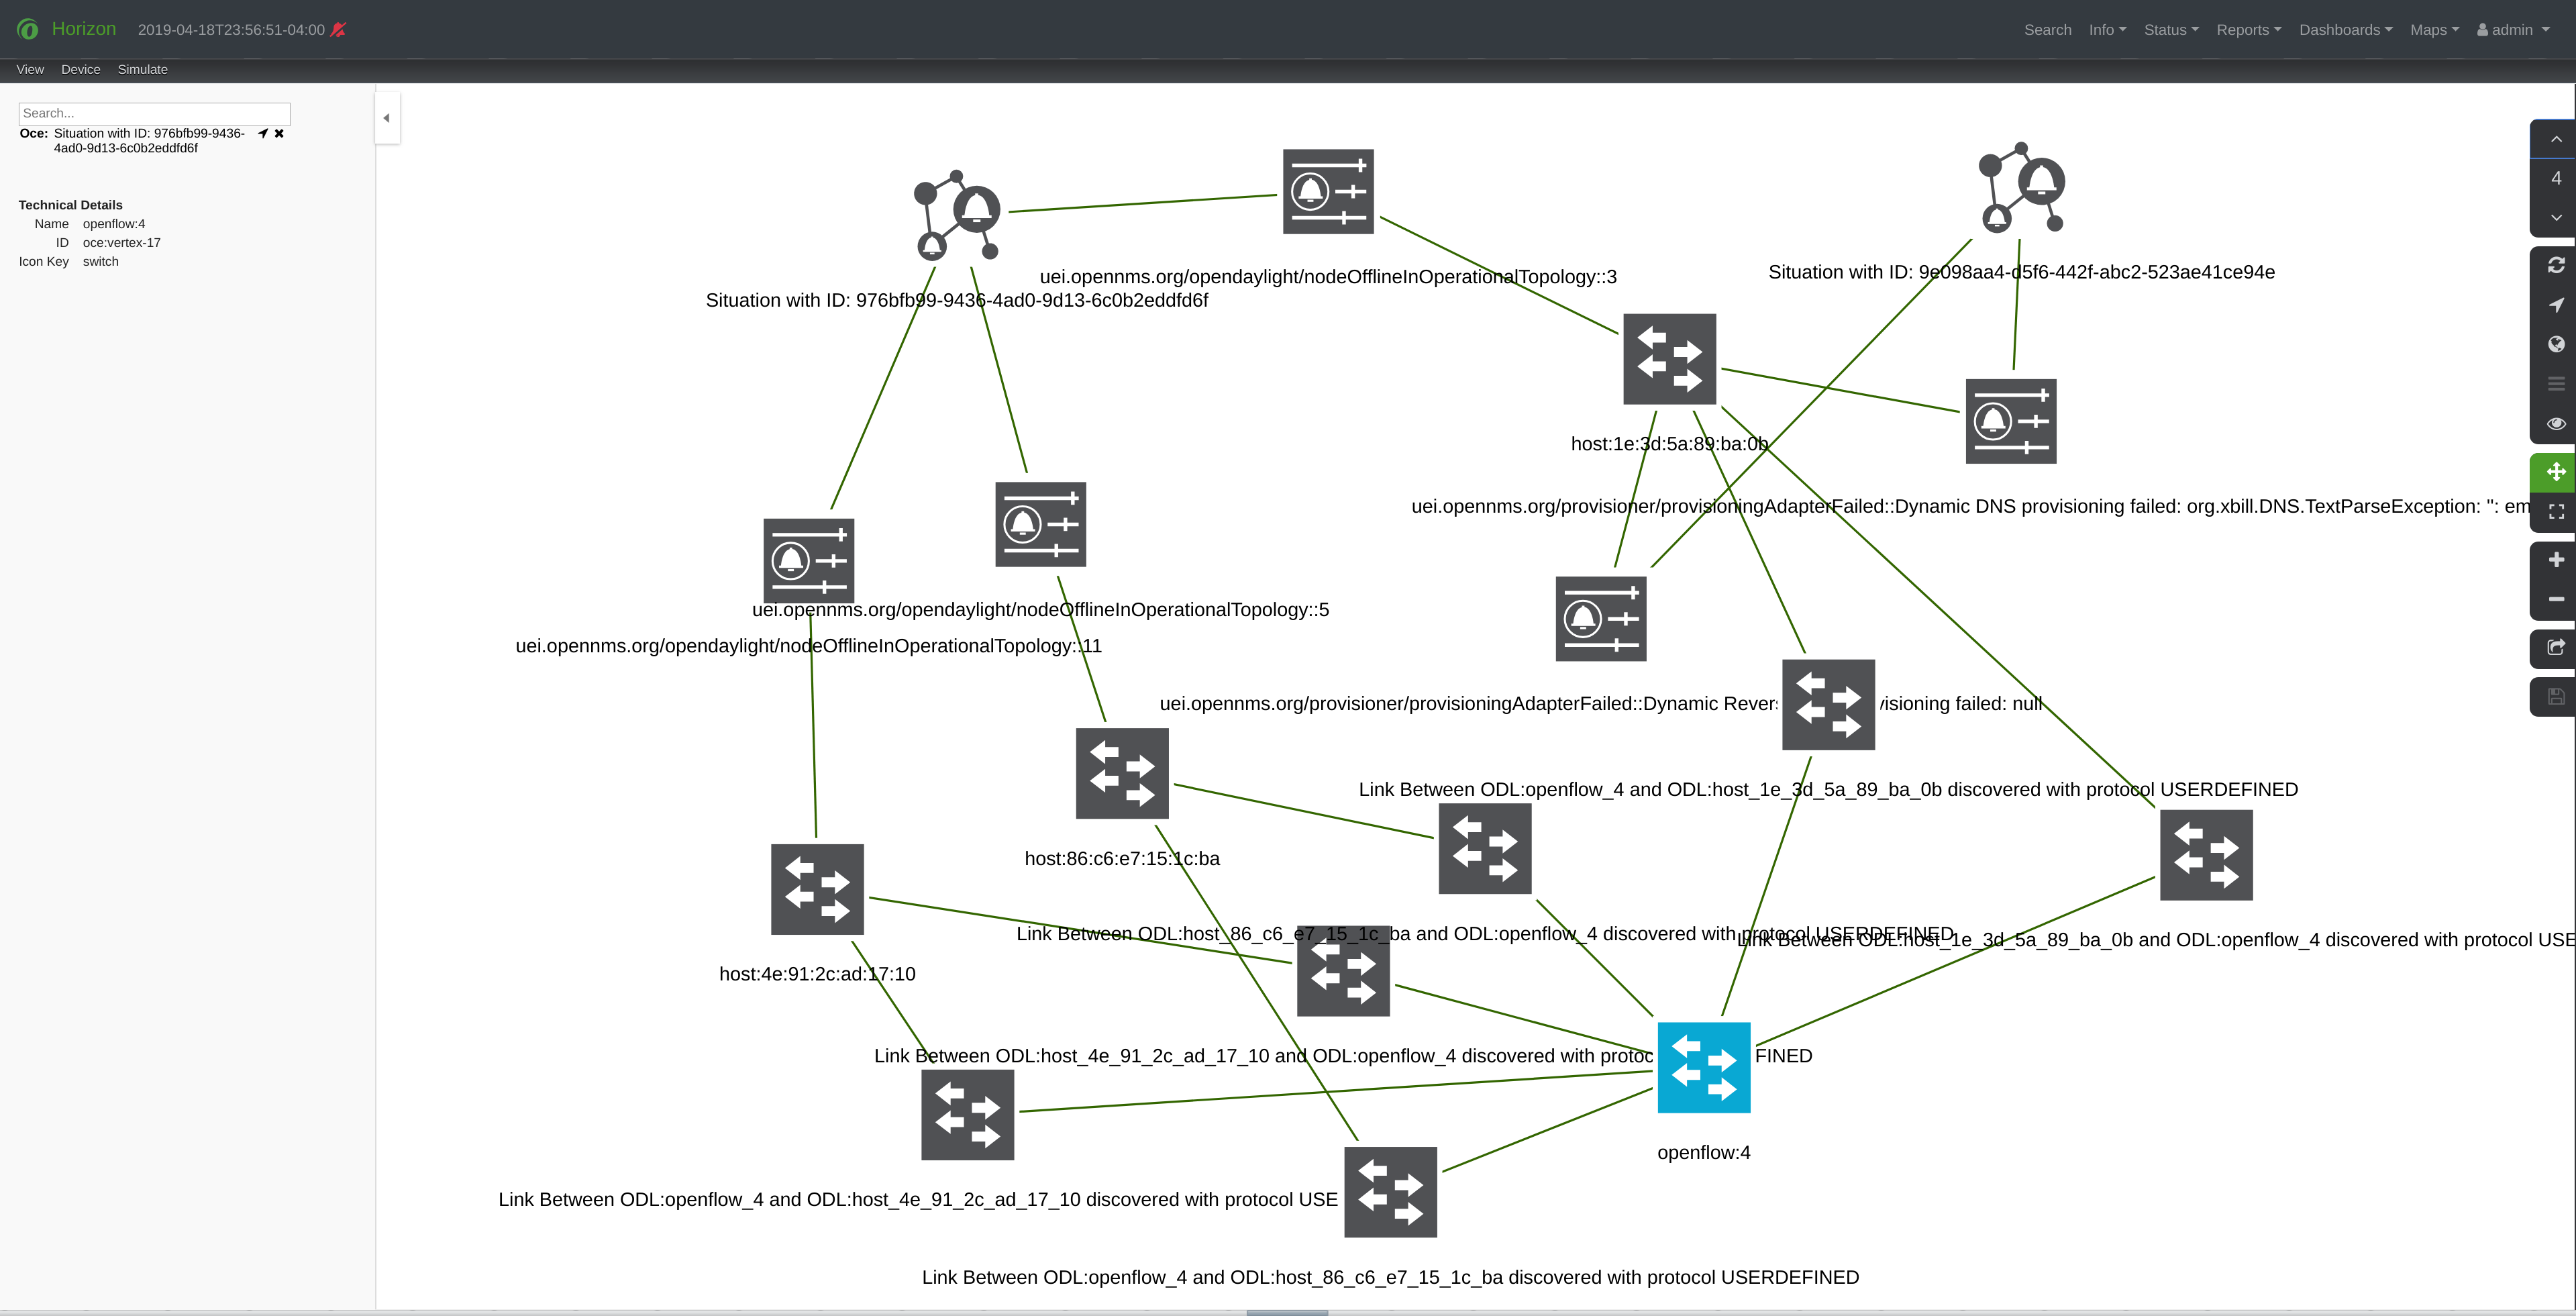 Horizon 2019-04-18T23:56:51-04:00
Search Info Status Reports Dashboards Maps admin
View Device Simulate
Search...
Oce: Situation with ID: 976bfb99-9436-
4ad0-9d13-6c0b2eddfd6f
Technical Details
Name openflow:4
ID oce:vertex-17
Icon Key switch
4
Situation with ID: 9e098aa4-d5f6-442f-abc2-523ae41ce94e
uei.opennms.org/opendaylight/nodeOfflineInOperationalTopology::3
Situation with ID: 976bfb99-9436-4ad0-9d13-6c0b2eddfd6f
host:1e:3d:5a:89:ba:0b
uei.opennms.org/provisioner/provisioningAdapterFailed::Dynamic DNS provisioning failed: org.xbill.DNS.TextParseException: '': em
uei.opennms.org/opendaylight/nodeOfflineInOperationalTopology::5
uei.opennms.org/opendaylight/nodeOfflineInOperationalTopology::11
uei.opennms.org/provisioner/provisioningAdapterFailed::Dynamic Rever visioning failed: null
Link Between ODL:openflow_4 and ODL:host_1e_3d_5a_89_ba_0b discovered with protocol USERDEFINED
host:86:c6:e7:15:1c:ba
Link Between ODL:host_86_c6_e7_15_1c_ba and ODL:openflow_4 discovered with protocol USERDEFINED
Link Between ODL:host_1e_3d_5a_89_ba_0b and ODL:openflow_4 discovered with protocol USE
host:4e:91:2c:ad:17:10
Link Between ODL:host_4e_91_2c_ad_17_10 and ODL:openflow_4 discovered with protoc FINED
openflow:4
Link Between ODL:openflow_4 and ODL:host_4e_91_2c_ad_17_10 discovered with protocol USE
Link Between ODL:openflow_4 and ODL:host_86_c6_e7_15_1c_ba discovered with protocol USERDEFINED